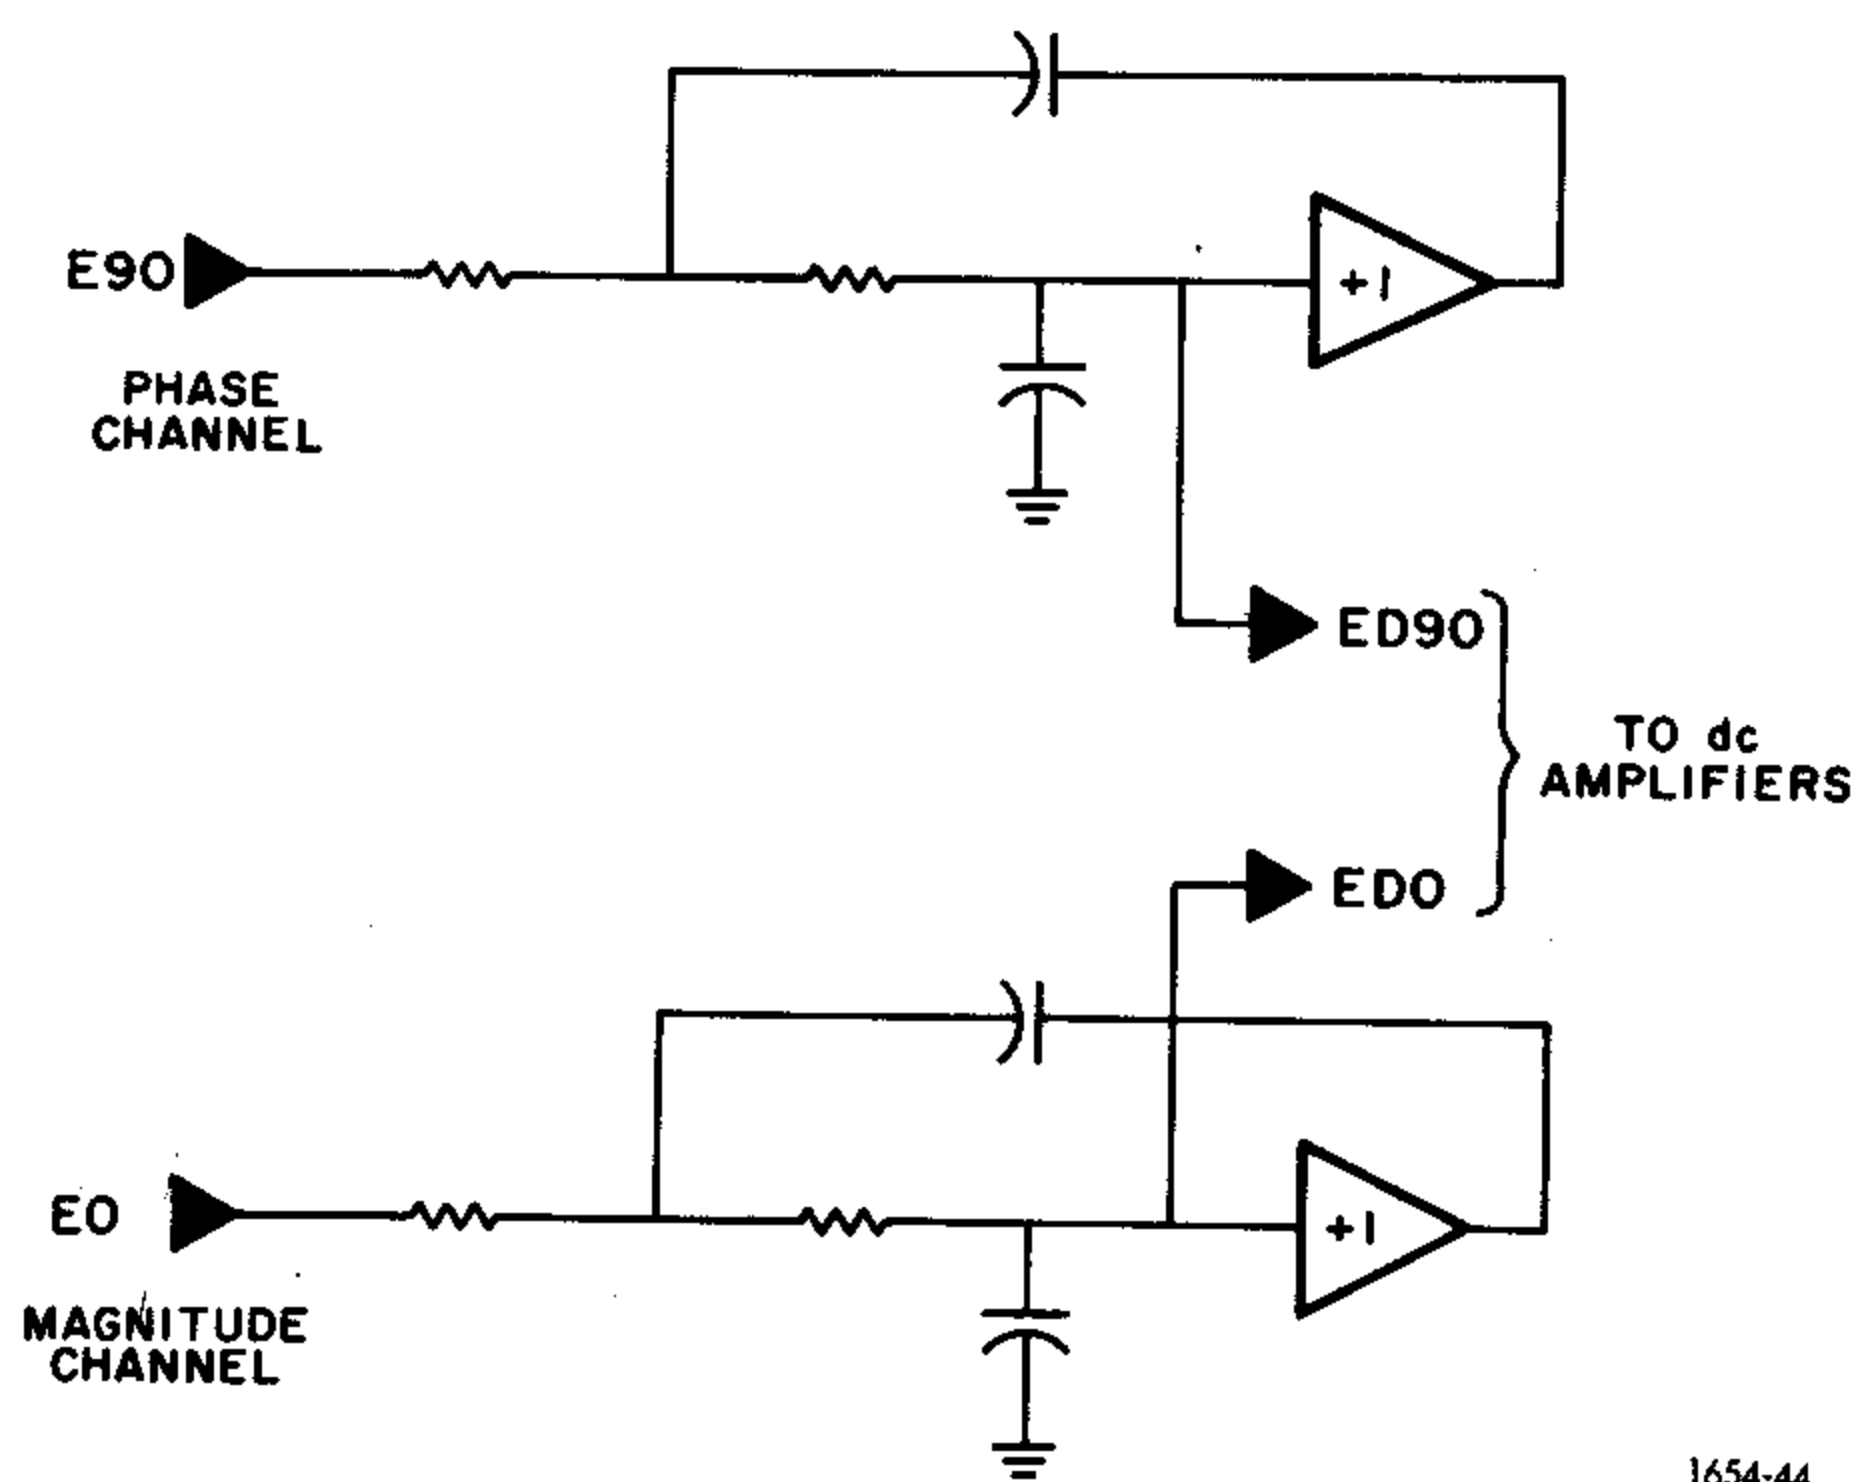 E90
+1
PHASE
CHANNEL
ED90
TO dc
AMPLIFIERS
ED0
E0
+1
MAGNITUDE
CHANNEL
1654-44